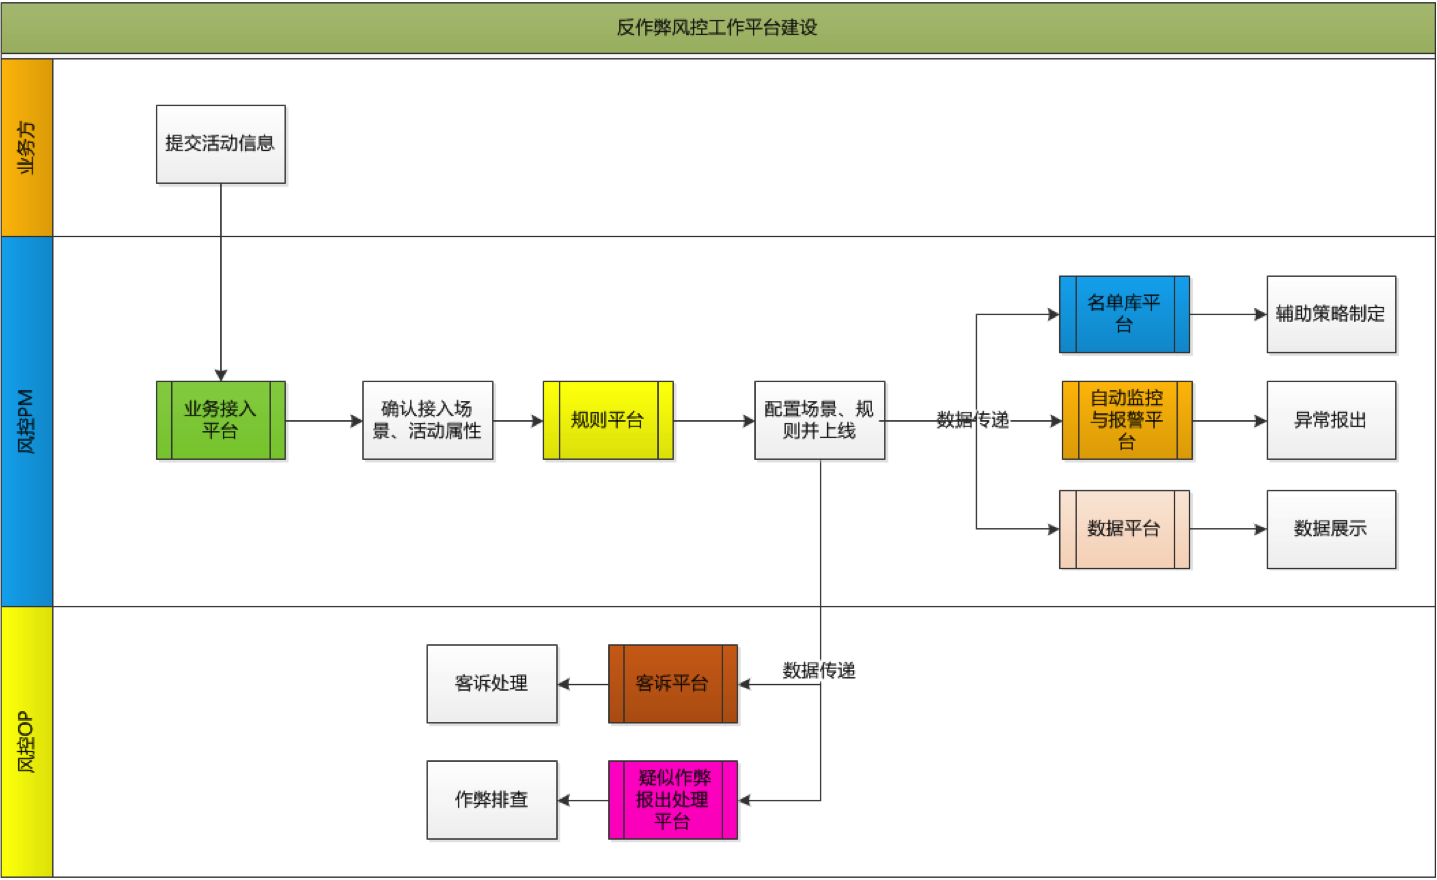 反作弊风控工作平台建设
业务方
提交活动信息
风控PM
业务接入
平台
确认接入场
景、活动属性
规则平台
配置场景、规
则并上线
数据传递
名单库平
台
辅助策略制定
自动监控
与报警平
台
异常报出
数据平台
数据展示
风控OP
客诉处理
客诉平台
数据传递
作弊排查
疑似作弊
报出处理
平台